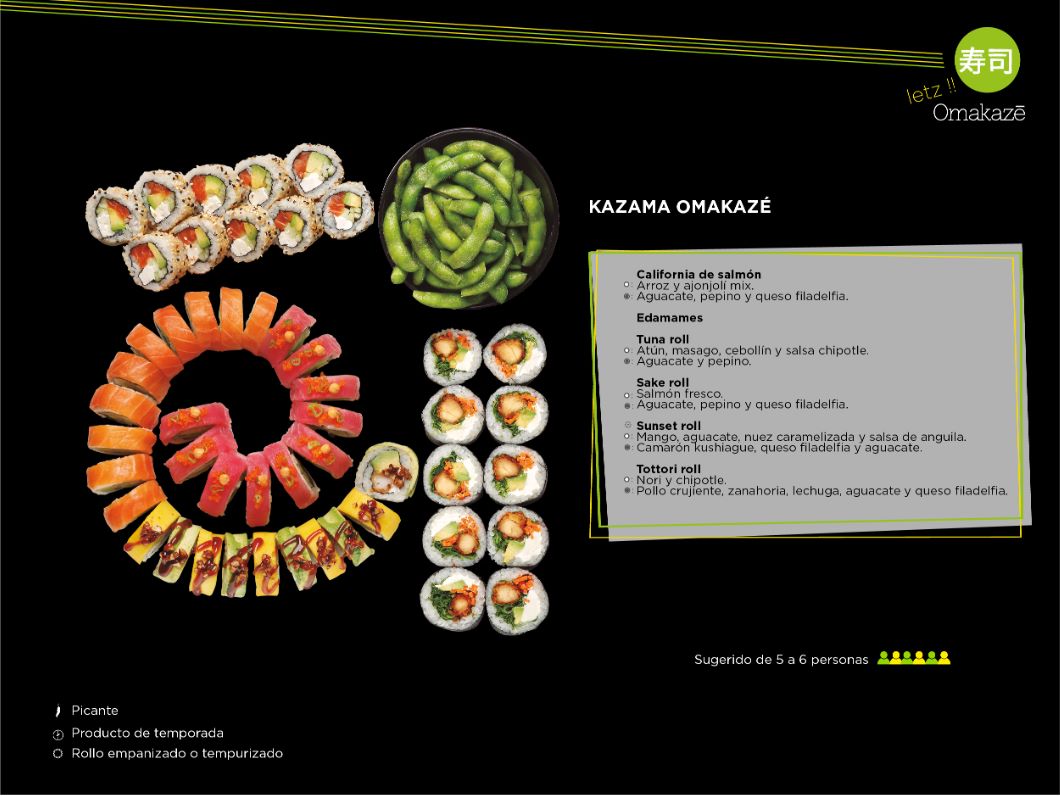 寿司
letz !!
Omakazē
KAZAMA OMAKAZÉ
California de salmón
Arroz y ajonjolí mix.
Aguacate, pepino y queso filadelfia.
Edamames
Tuna roll
Atún, masago, cebollín y salsa chipotle.
Aguacate y pepino.
Sake roll
Salmón fresco.
Aguacate, pepino y queso filadelfia.
Sunset roll
Mango, aguacate, nuez caramelizada y salsa de anguila.
Camarón kushiague, queso filadelfia y aguacate.
Tottori roll
Nori y chipotle.
Pollo crujiente, zanahoria, lechuga, aguacate y queso filadelfia.
Sugerido de 5 a 6 personas
Picante
Producto de temporada
Rollo empanizado o tempurizado